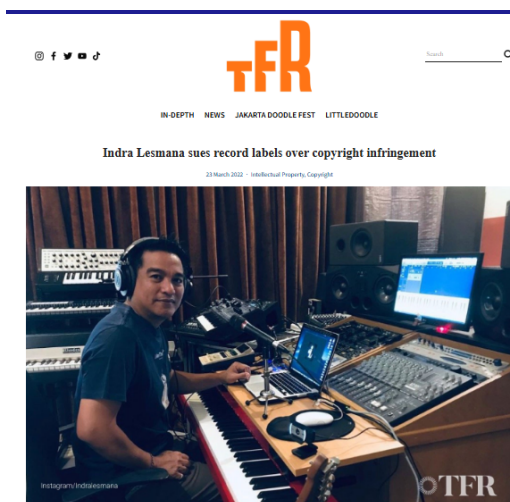 TFR
Search
IN-DEPTH NEWS JAKARTA DOODLE FEST LITTLEDOODLE
Indra Lesmana sues record labels over copyright infringement
23 March 2022 · Intellectual Property, Copyright
TFR
Instagram/indralesmana
TFR